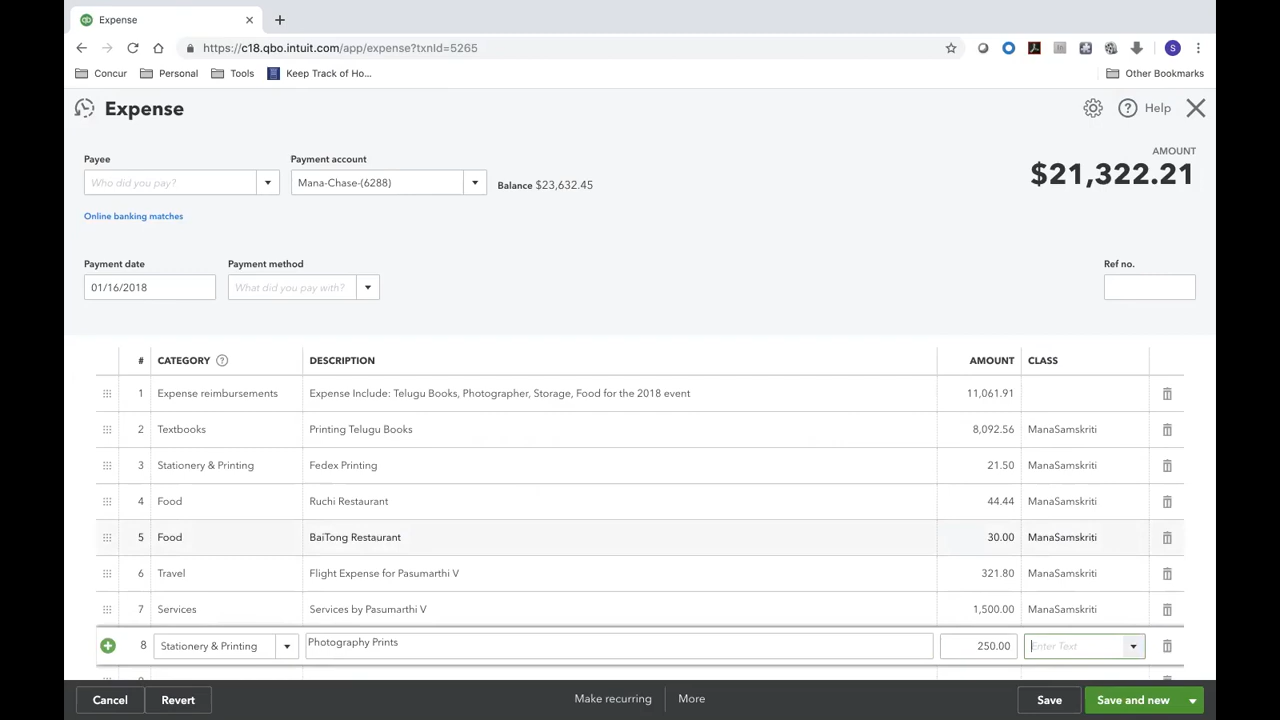 Expense
https://c18.qbo.intuit.com/app/expense?txnId=5265
S
Concur
Personal
Tools
Keep Track of Ho...
Other Bookmarks
Expense
Help
Payee
Payment account
AMOUNT
Who did you pay?
Mana-Chase-(6288)
Balance $23,632.45
$21,322.21
Online banking matches
Payment date
Payment method
Ref no.
01/16/2018
What did you pay with?
# CATEGORY DESCRIPTION AMOUNT CLASS
1 Expense reimbursements Expense Include: Telugu Books, Photographer, Storage, Food for the 2018 event 11,061.91
2 Textbooks Printing Telugu Books 8,092.56 ManaSamskriti
3 Stationery & Printing Fedex Printing 21.50 ManaSamskriti
4 Food Ruchi Restaurant 44.44 ManaSamskriti
5 Food BaiTong Restaurant 30.00 ManaSamskriti
6 Travel Flight Expense for Pasumarthi V 321.80 ManaSamskriti
7 Services Services by Pasumarthi V 1,500.00 ManaSamskriti
8 Stationery & Printing Photography Prints 250.00 Enter Text
Cancel
Revert
Make recurring
More
Save
Save and new